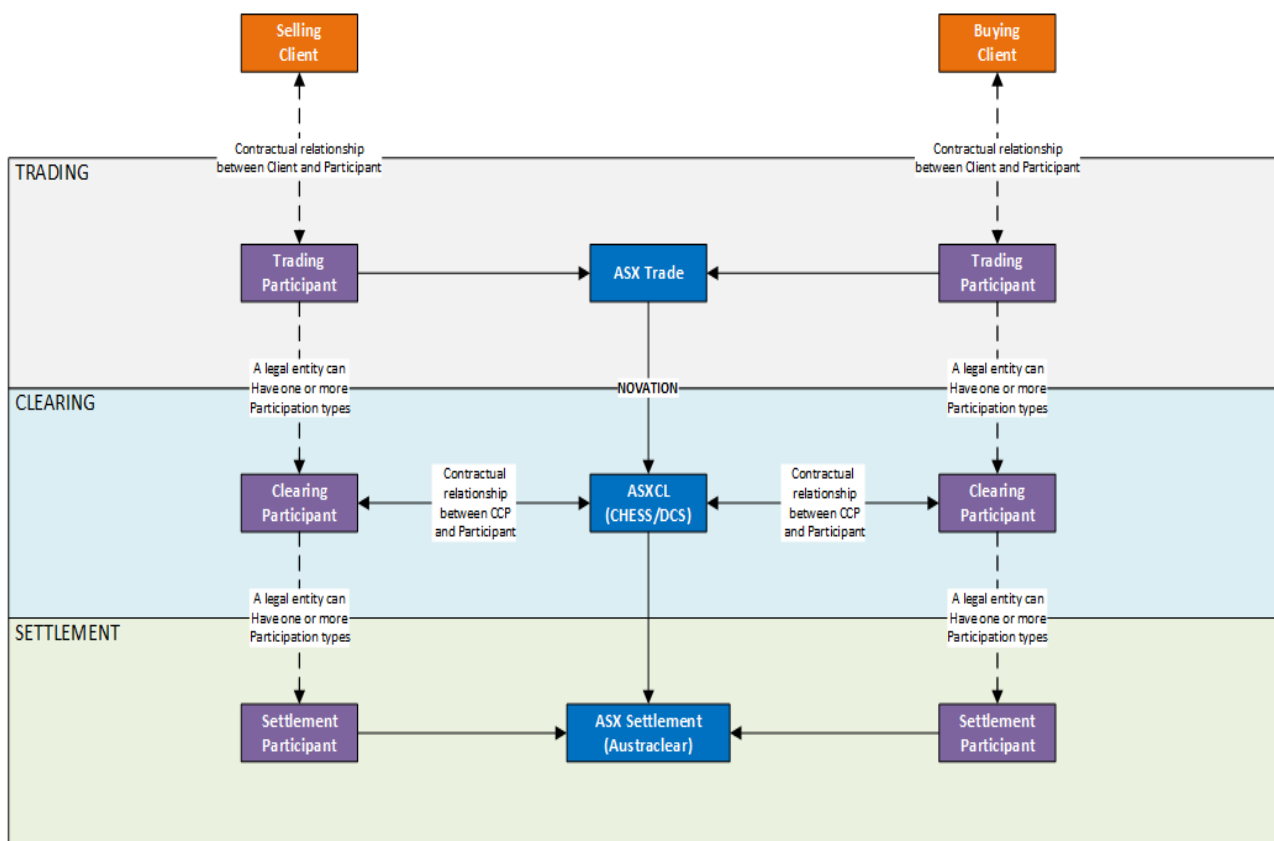 Selling
Client
Buying
Client
Contractual relationship
between Client and Participant
Contractual relationship
between Client and Participant
TRADING
Trading
Participant
ASX Trade
Trading
Participant
A legal entity can
Have one or more
Participation types
NOVATION
A legal entity can
Have one or more
Participation types
CLEARING
Clearing
Participant
Contractual
relationship
between CCP
and Participant
ASXCL
(CHESS/DCS)
Contractual
relationship
between CCP
and Participant
Clearing
Participant
A legal entity can
Have one or more
Participation types
A legal entity can
Have one or more
Participation types
SETTLEMENT
Settlement
Participant
ASX Settlement
(Austraclear)
Settlement
Participant